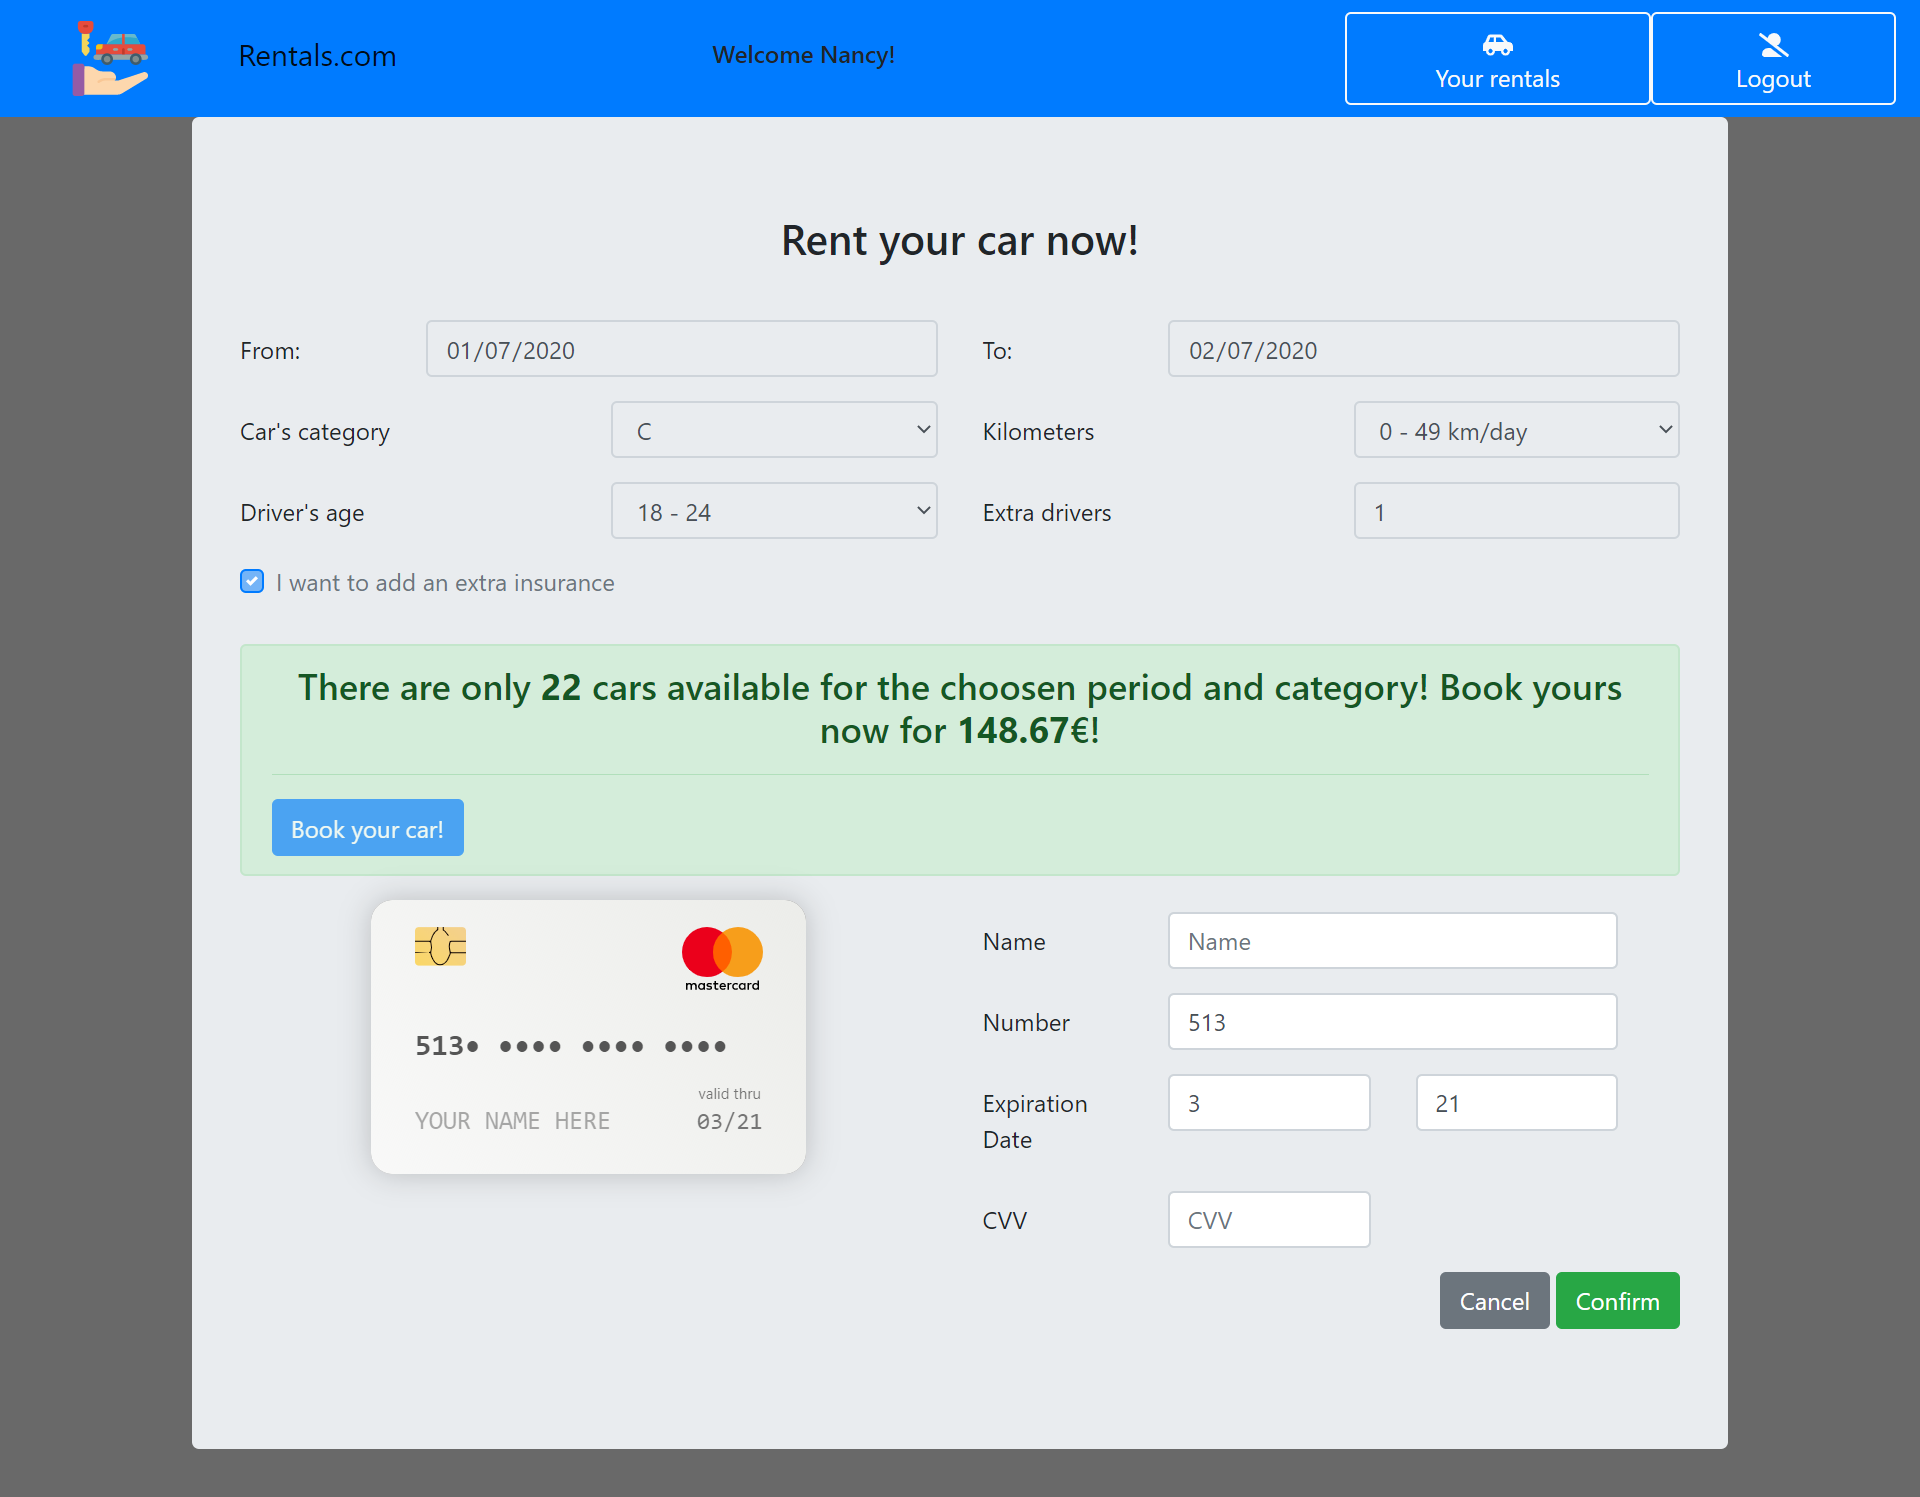 Rentals.com
Welcome Nancy!
Your rentals
Logout
Rent your car now!
From:
01/07/2020
To:
02/07/2020
Car's category
C
Kilometers
0 - 49 km/day
Driver's age
18 - 24
Extra drivers
1
I want to add an extra insurance
There are only 22 cars available for the choosen period and category! Book yours
now for 148.67€!
Book your car!
mastercard
513• •••• •••• ••••
valid thru
YOUR NAME HERE
03/21
Name
Name
Number
513
Expiration
Date
3
21
CVV
CVV
Cancel
Confirm